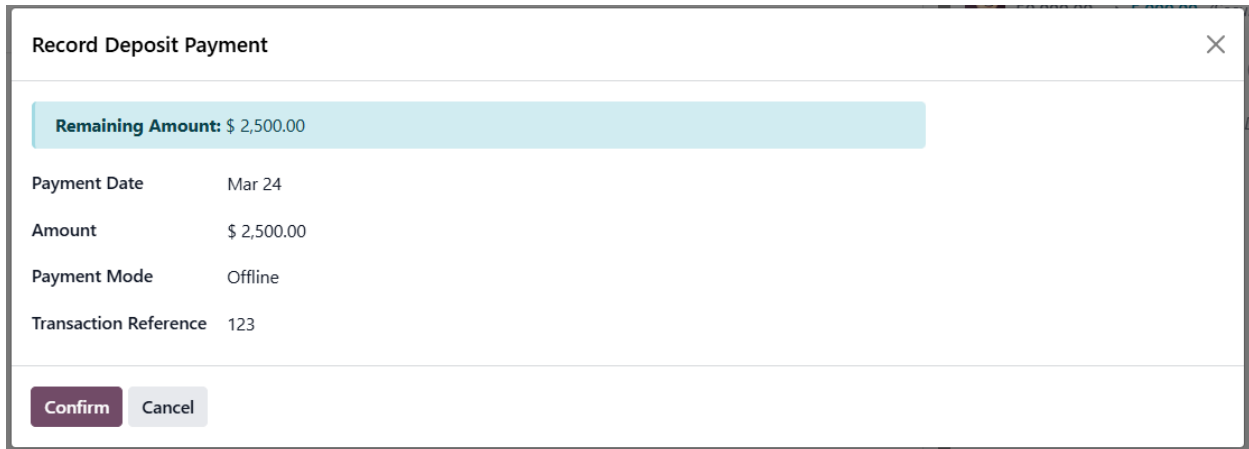 Record Deposit Payment
Remaining Amount: $ 2,500.00
Payment Date Mar 24
Amount $ 2,500.00
Payment Mode Offline
Transaction Reference 123
Confirm Cancel